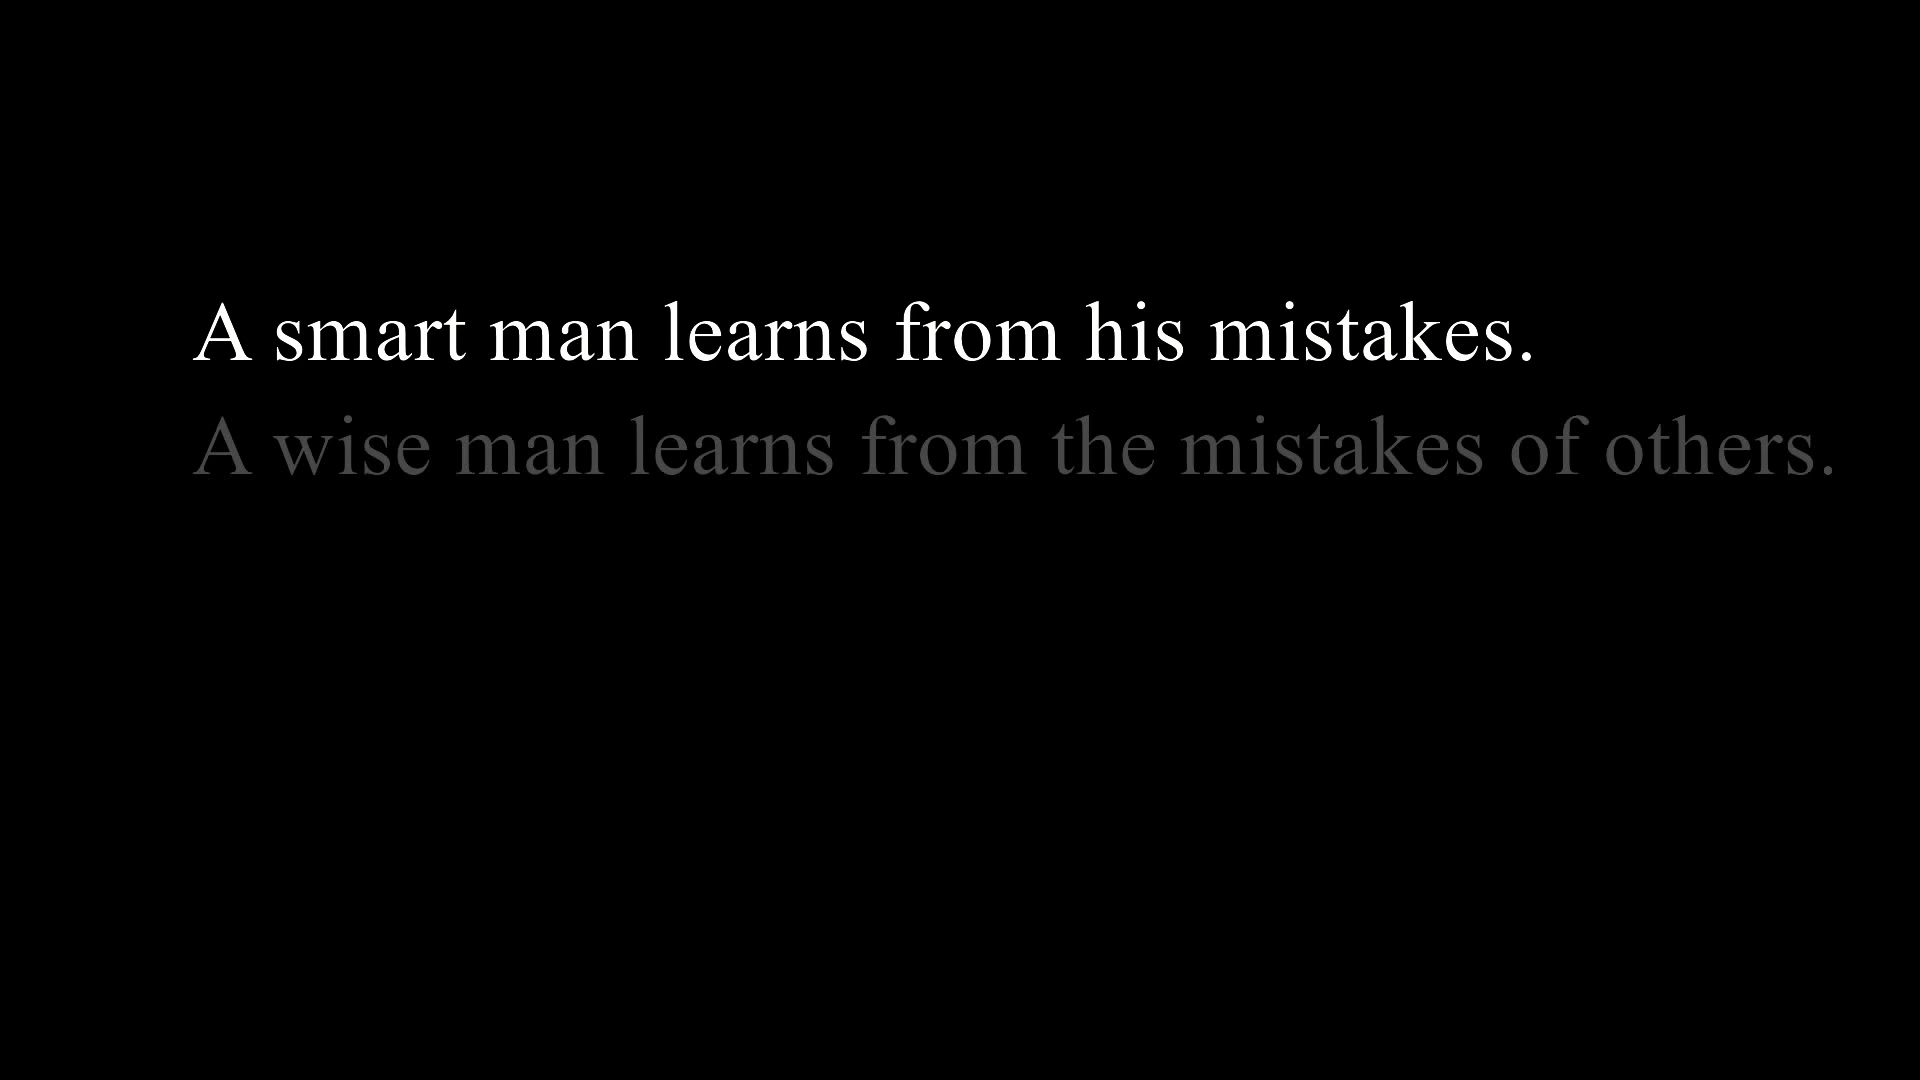 A smart man learns from his mistakes.
A wise man learns from the mistakes of others.